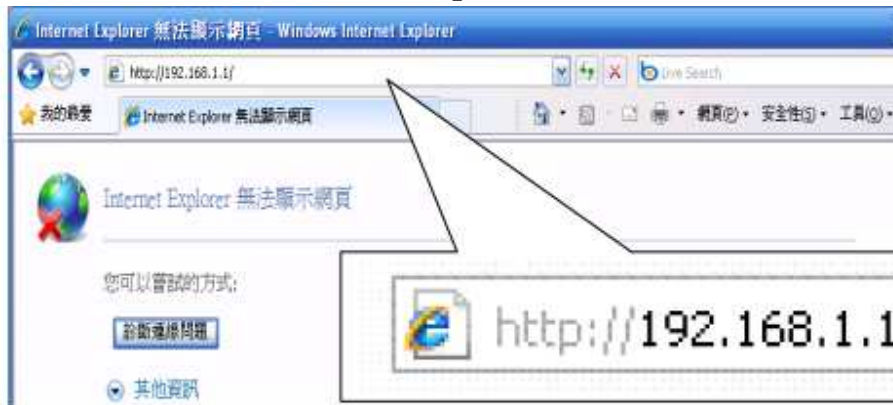 Internet Explorer 無法顯示網頁 - Windows Internet Explorer
http://192.168.1.1/
Live Search
我的最愛
Internet Explorer 無法顯示網頁
網頁(P)
安全性(S)
工具(O)
Internet Explorer 無法顯示網頁
您可以嘗試的方式:
診斷連線問題
http://192.168.1.1
其他資訊